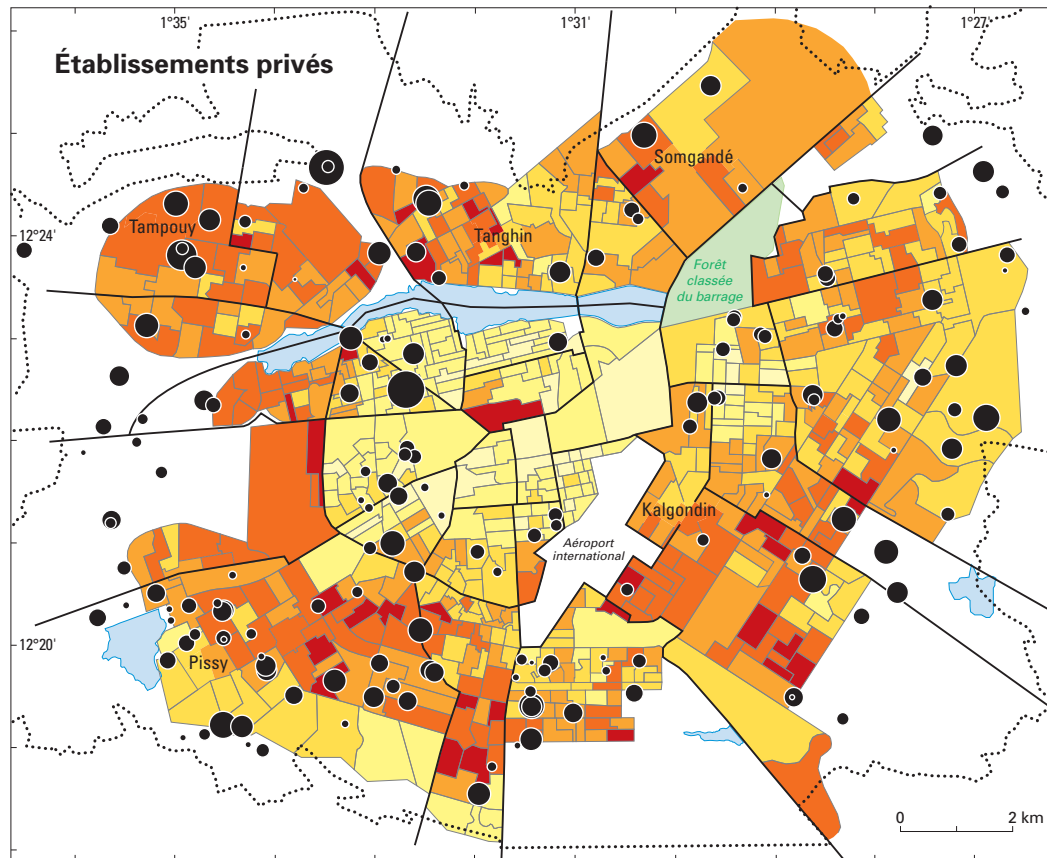 1°35'
1°31'
1°27'
Établissements privés
Somgandé
Tampouy
Tanghin
12°24'
Forêt
classée
du barrage
Kalgondin
Aéroport
international
12°20'
Pissy
0
2 km